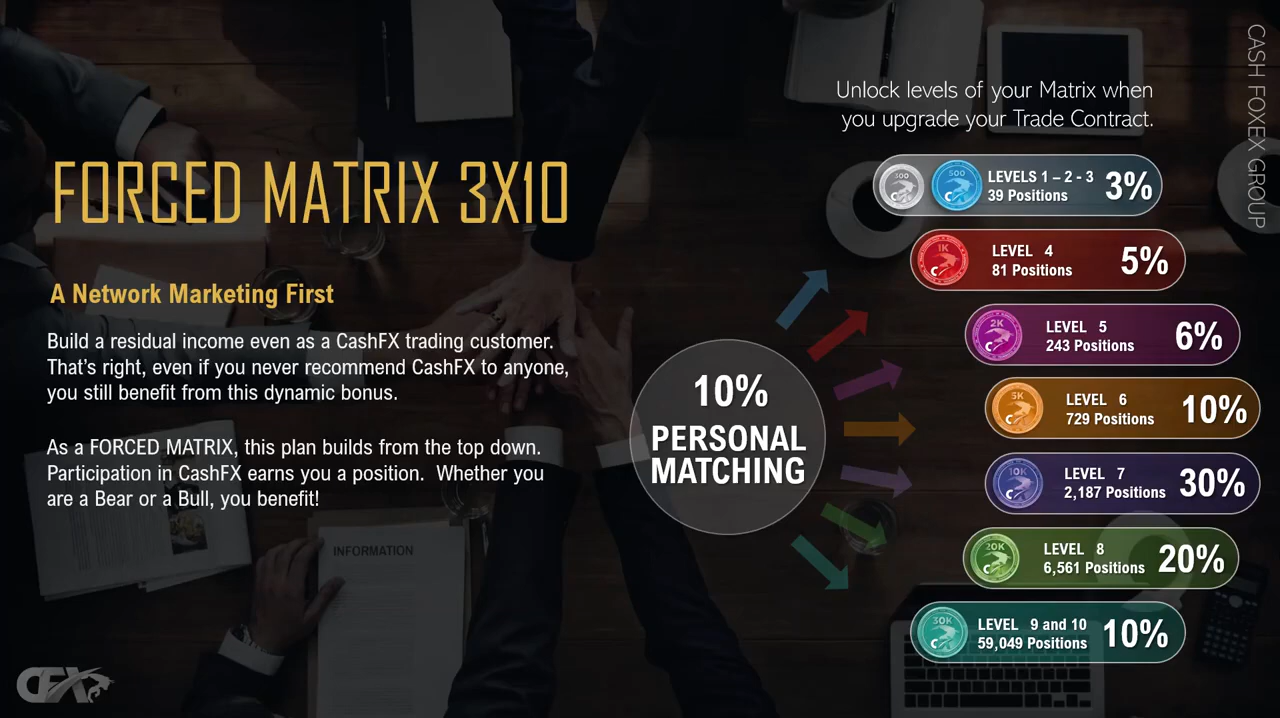 FORCED MATRIX 3X10
A Network Marketing First
Build a residual income even as a CashFX trading customer.
That's right, even if you never recommend CashFX to anyone,
you still benefit from this dynamic bonus.
As a FORCED MATRIX, this plan builds from the top down.
Participation in CashFX earns you a position. Whether you
are a Bear or a Bull, you benefit!
INFORMATION
CFX
10%
PERSONAL
MATCHING
Unlock levels of your Matrix when
you upgrade your Trade Contract.
300
500
LEVELS 1 – 2 - 3
39 Positions
3%
1K
LEVEL 4
81 Positions
5%
2K
LEVEL 5
243 Positions
6%
5K
LEVEL 6
729 Positions
10%
10K
LEVEL 7
2,187 Positions
30%
20K
LEVEL 8
6,561 Positions
20%
30K
LEVEL 9 and 10
59,049 Positions
10%
CASH FOXEX GROUP